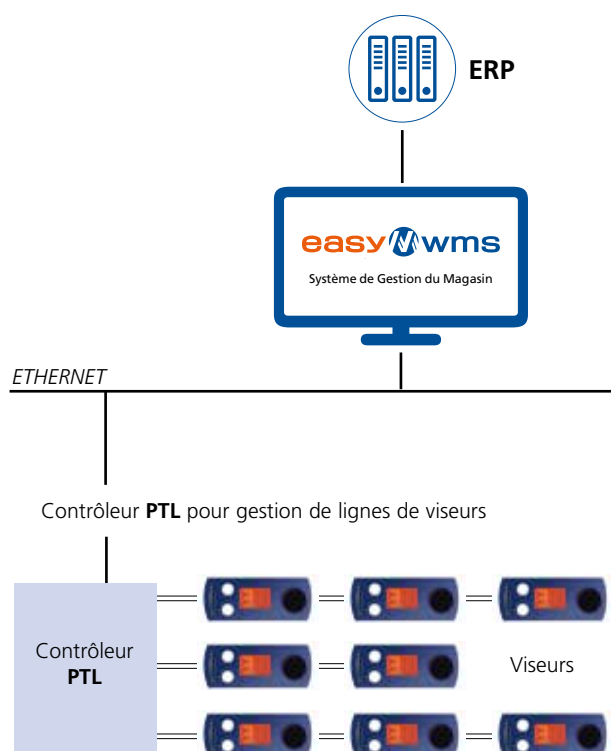 ERP
easy wms
Système de Gestion du Magasin
ETHERNET
Contrôleur PTL pour gestion de lignes de viseurs
Contrôleur
PTL
Viseurs